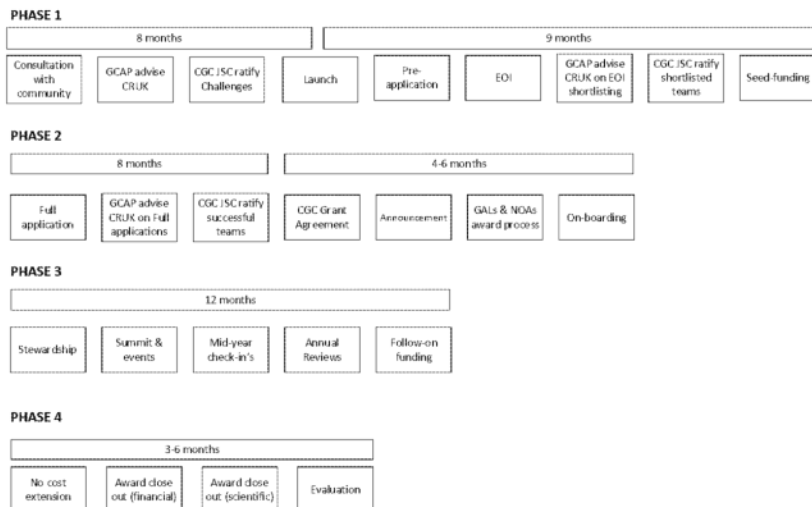 PHASE 1
8 months
9 months
Consultation
with
community
GCAP advise
CRUK
CGC JSC ratify
Challenges
Launch
Pre-
application
EOI
GCAP advise
CRUK on EOI
shortlisting
CGC JSC ratify
shortlisted
teams
Seed-funding
PHASE 2
8 months
4-6 months
Full
application
GCAP advise
CRUK on Full
applications
CGC JSC ratify
successful
teams
CGC Grant
Agreement
Announcement
GALs & NOAs
award process
On-boarding
PHASE 3
12 months
Stewardship
Summit &
events
Mid-year
check-in's
Annual
Reviews
Follow-on
funding
PHASE 4
3-6 months
No cost
extension
Award close
out (financial)
Award close
out (scientific)
Evaluation